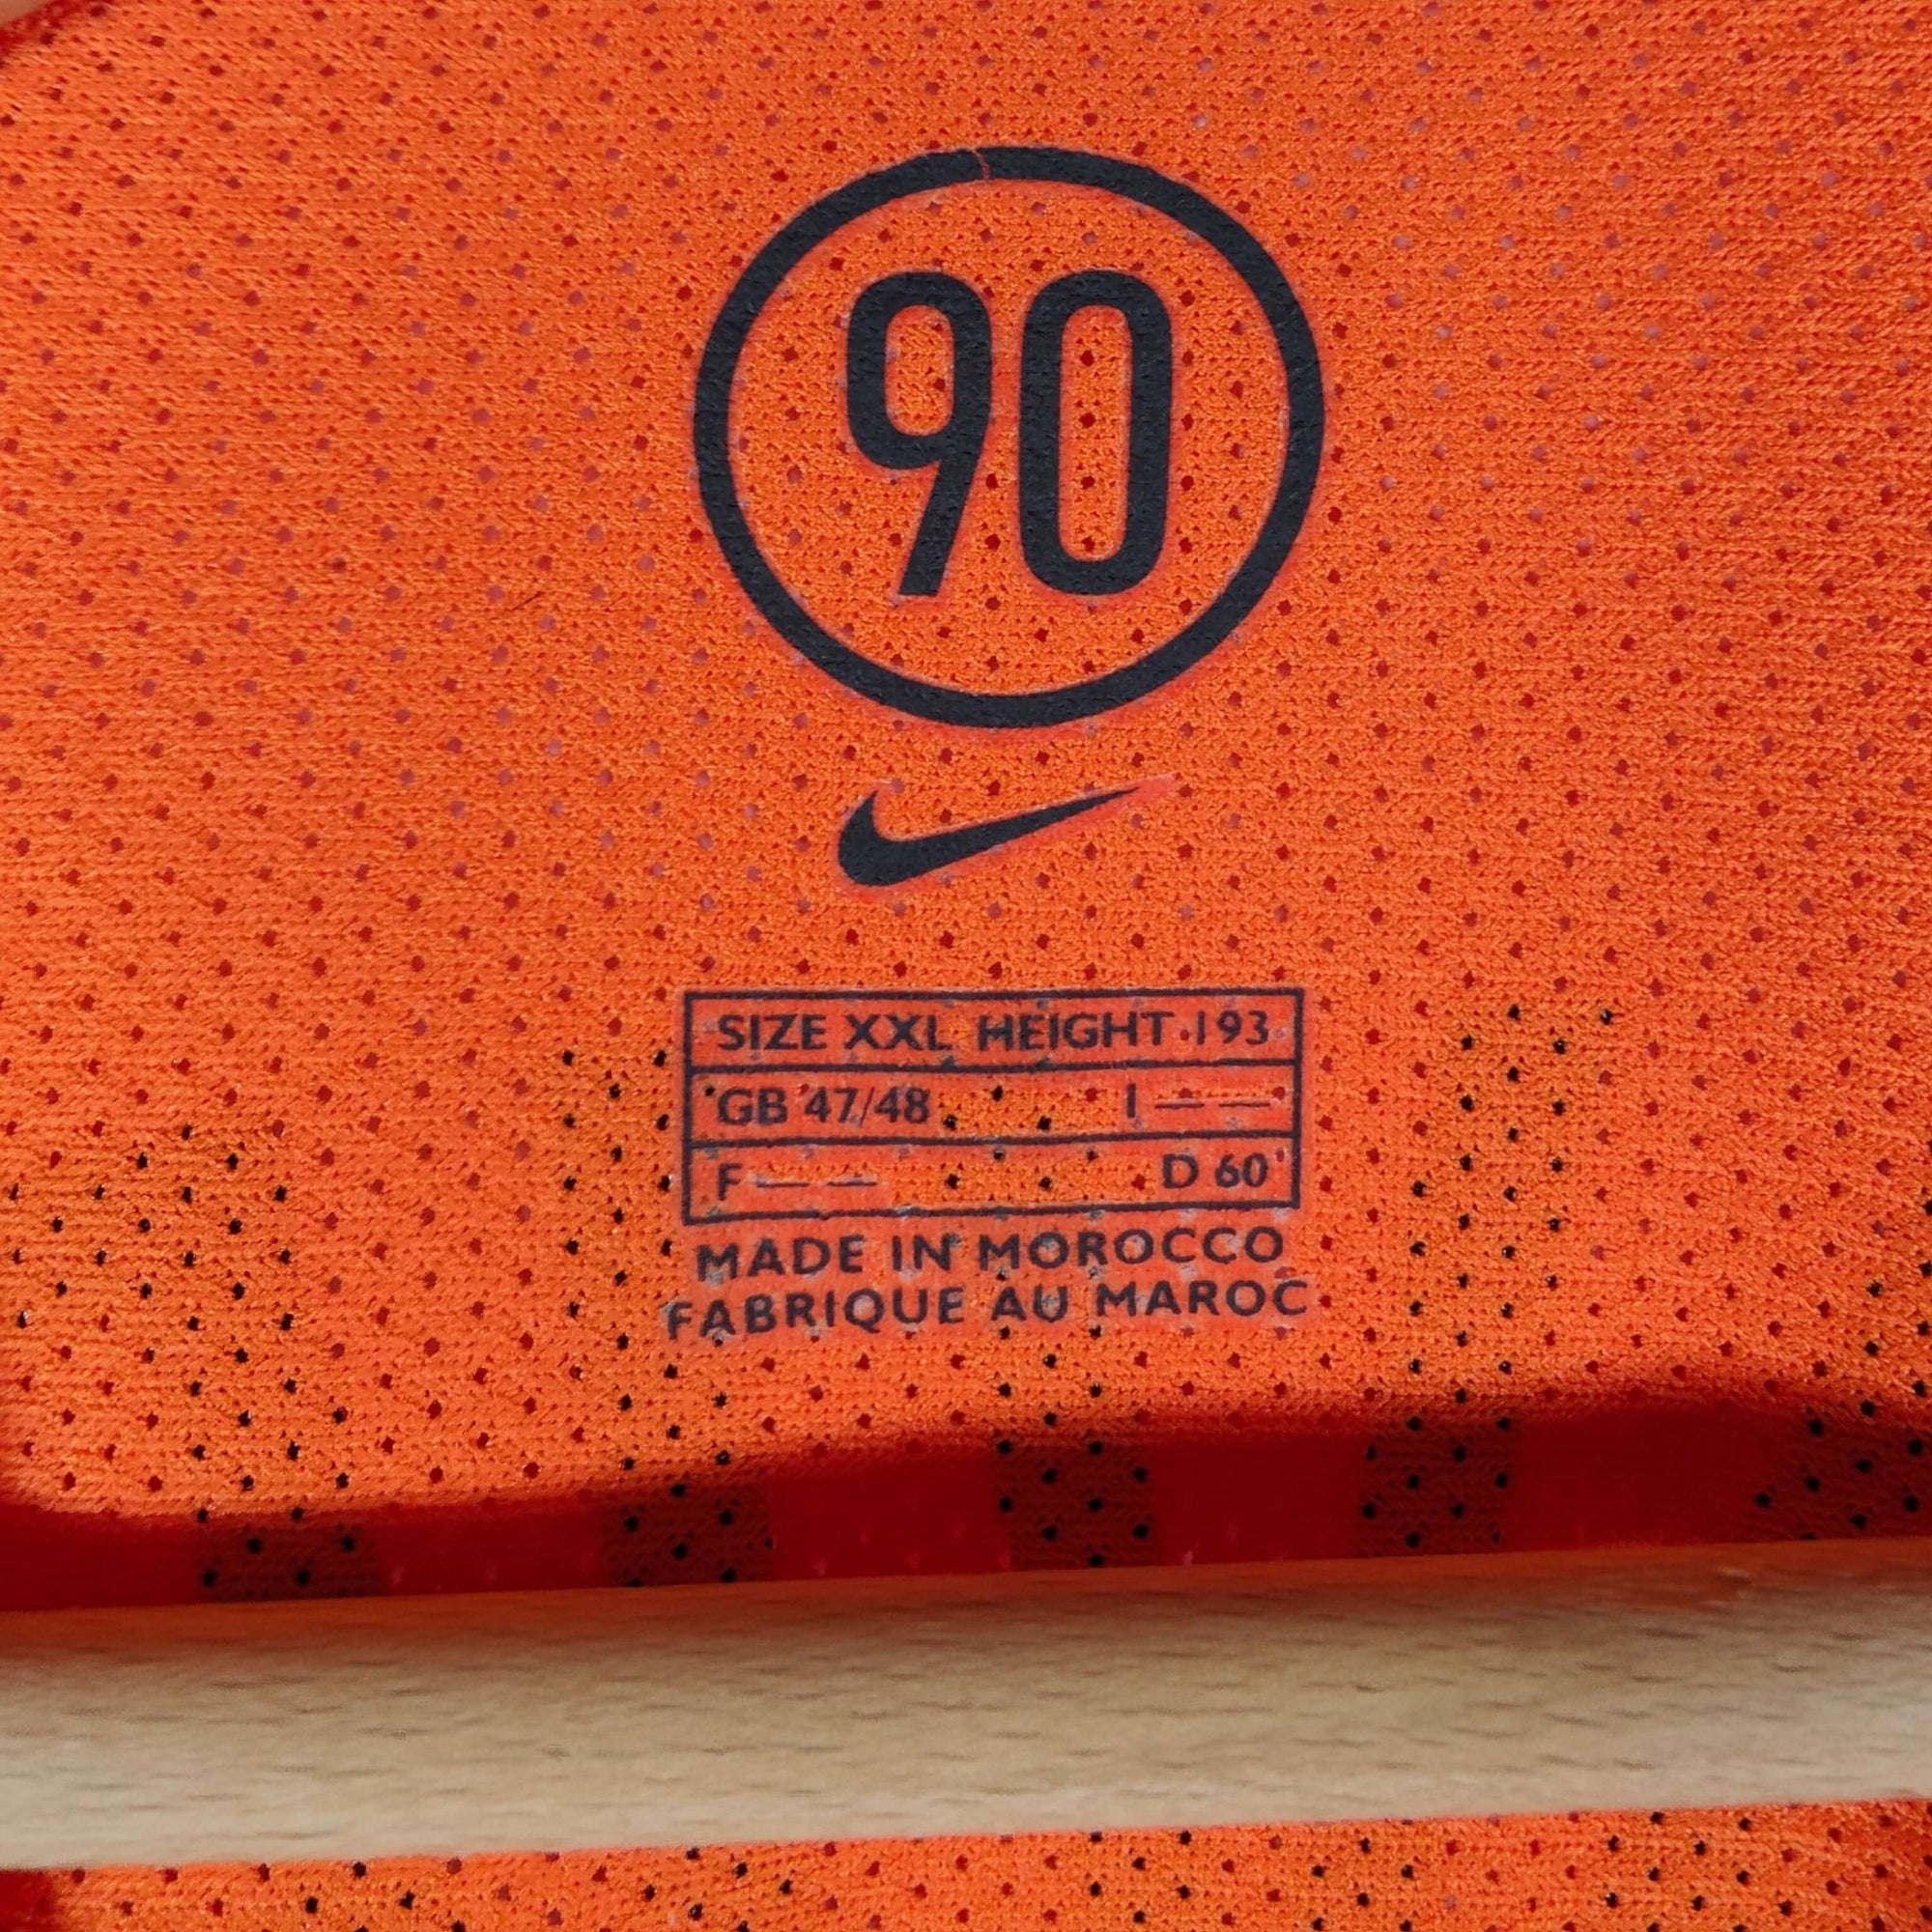 90
SIZE XXL HEIGHT 193
GB 47/48 I — —
F — — D 60
MADE IN MOROCCO
FABRIQUE AU MAROC